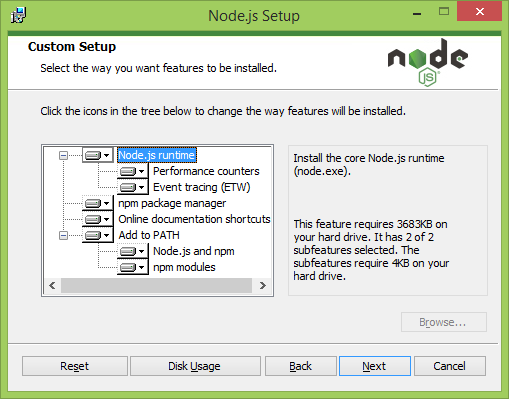 Node.js Setup
Custom Setup
Select the way you want features to be installed.
node
JS
Click the icons in the tree below to change the way features will be installed.
Node.js runtime
Performance counters
Event tracing (ETW)
npm package manager
Online documentation shortcuts
Add to PATH
Node.js and npm
npm modules
Install the core Node.js runtime
(node.exe).
This feature requires 3683KB on
your hard drive. It has 2 of 2
subfeatures selected. The
subfeatures require 4KB on your
hard drive.
Browse...
Reset
Disk Usage
Back
Next
Cancel